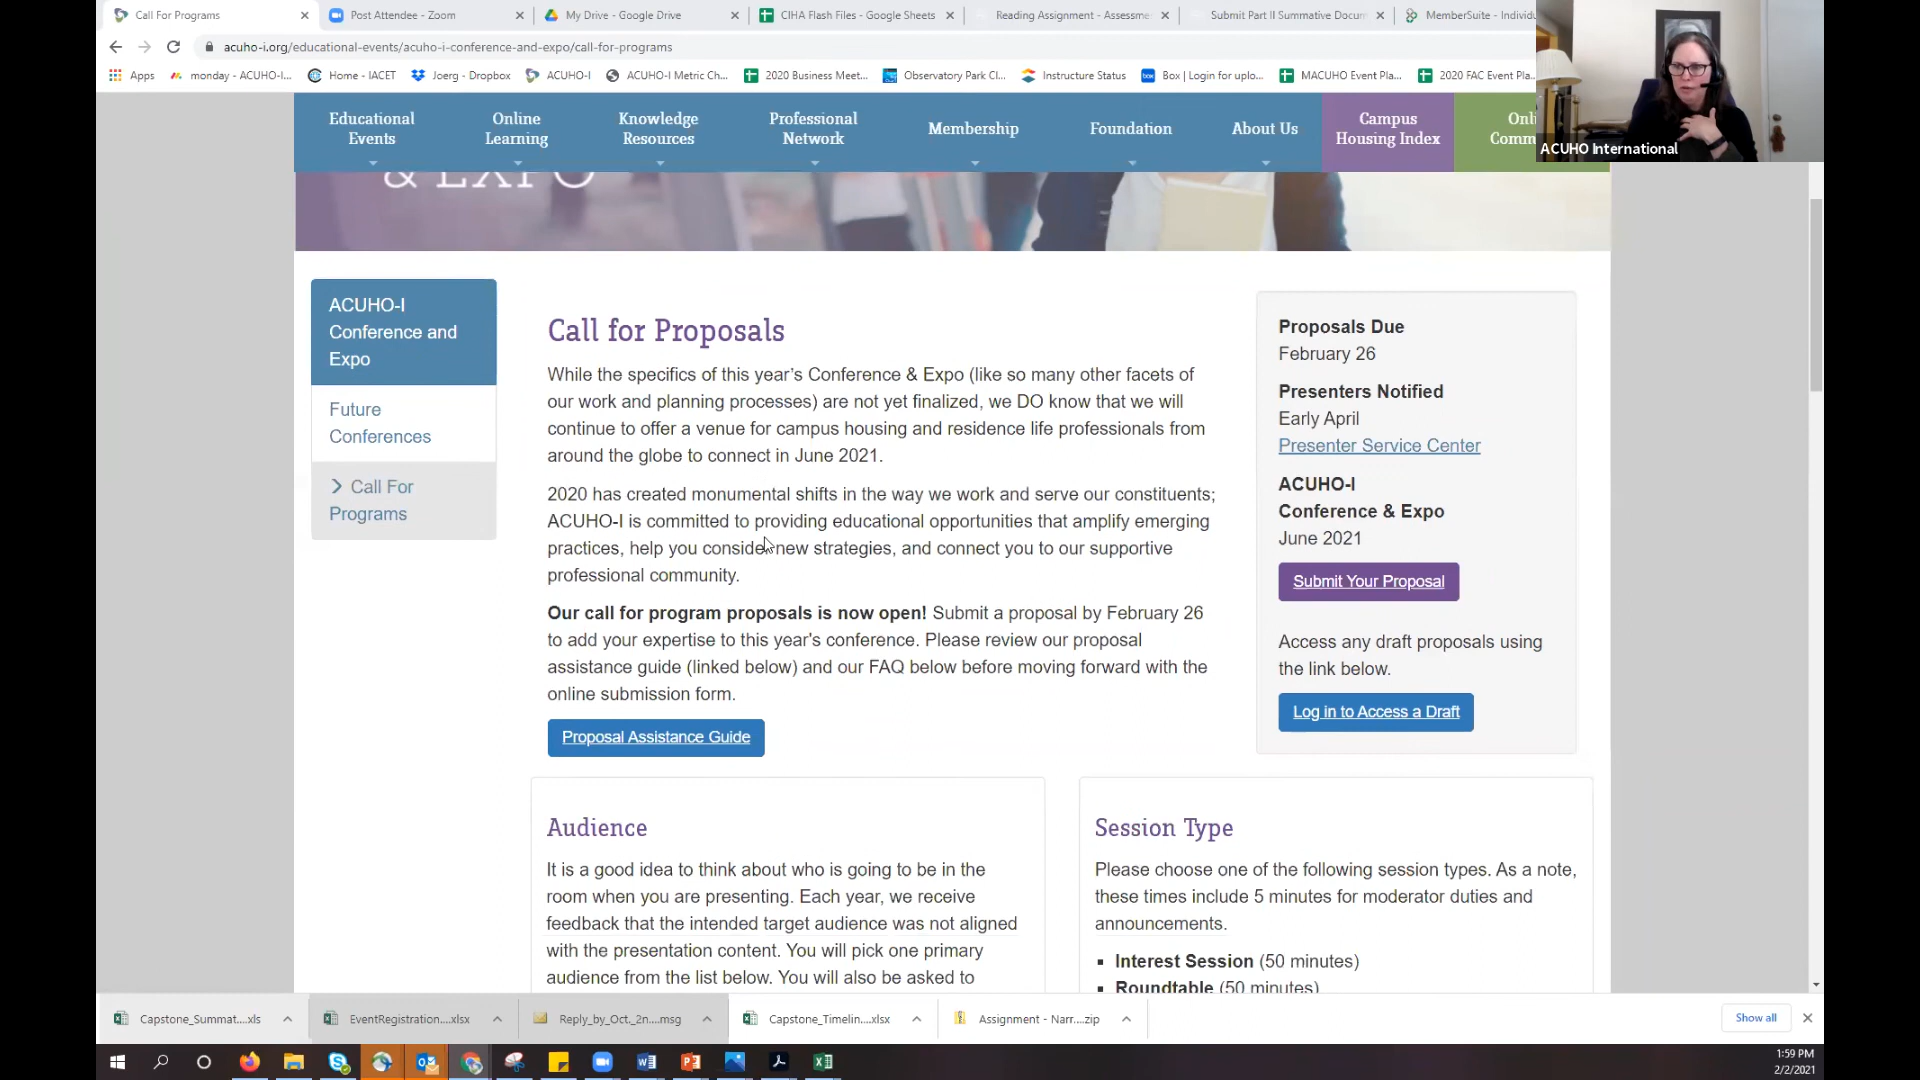 Call For Programs
Post Attendee - Zoom
My Drive - Google Drive
CIHA Flash Files - Google Sheets
Reading Assignment - Assessme
Submit Part II Summative Docum
MemberSuite - Individu
acuho-i.org/educational-events/acuho-i-conference-and-expo/call-for-programs
Apps
monday - ACUHO-I...
Home - IACET
Joerg - Dropbox
ACUHO-I
ACUHO-I Metric Ch...
2020 Business Meet...
Observatory Park Cl...
Instructure Status
Box | Login for uplo...
MACUHO Event Pla...
2020 FAC Event Pla...
ACUHO International
Educational
Events
Online
Learning
Knowledge
Resources
Professional
Network
Membership
Foundation
About Us
Campus
Housing Index
Onl
Comm
& EXPO
ACUHO-I
Conference and
Expo
Future
Conferences
Call For
Programs
Call for Proposals
While the specifics of this year's Conference & Expo (like so many other facets of
our work and planning processes) are not yet finalized, we DO know that we will
continue to offer a venue for campus housing and residence life professionals from
around the globe to connect in June 2021.
2020 has created monumental shifts in the way we work and serve our constituents;
ACUHO-I is committed to providing educational opportunities that amplify emerging
practices, help you consider new strategies, and connect you to our supportive
professional community.
Our call for program proposals is now open! Submit a proposal by February 26
to add your expertise to this year's conference. Please review our proposal
assistance guide (linked below) and our FAQ below before moving forward with the
online submission form.
Proposal Assistance Guide
Proposals Due
February 26
Presenters Notified
Early April
Presenter Service Center
ACUHO-I
Conference & Expo
June 2021
Submit Your Proposal
Access any draft proposals using
the link below.
Log in to Access a Draft
Audience
It is a good idea to think about who is going to be in the
room when you are presenting. Each year, we receive
feedback that the intended target audience was not aligned
with the presentation content. You will pick one primary
audience from the list below. You will also be asked to
Session Type
Please choose one of the following session types. As a note,
these times include 5 minutes for moderator duties and
announcements.
Interest Session (50 minutes)
Roundtable (50 minutes)
Capstone_Summat....xls
EventRegistration....xlsx
Reply_by_Oct._2n....msg
Capstone_Timelin....xlsx
Assignment - Narr....zip
Show all
1:59 PM
2/2/2021